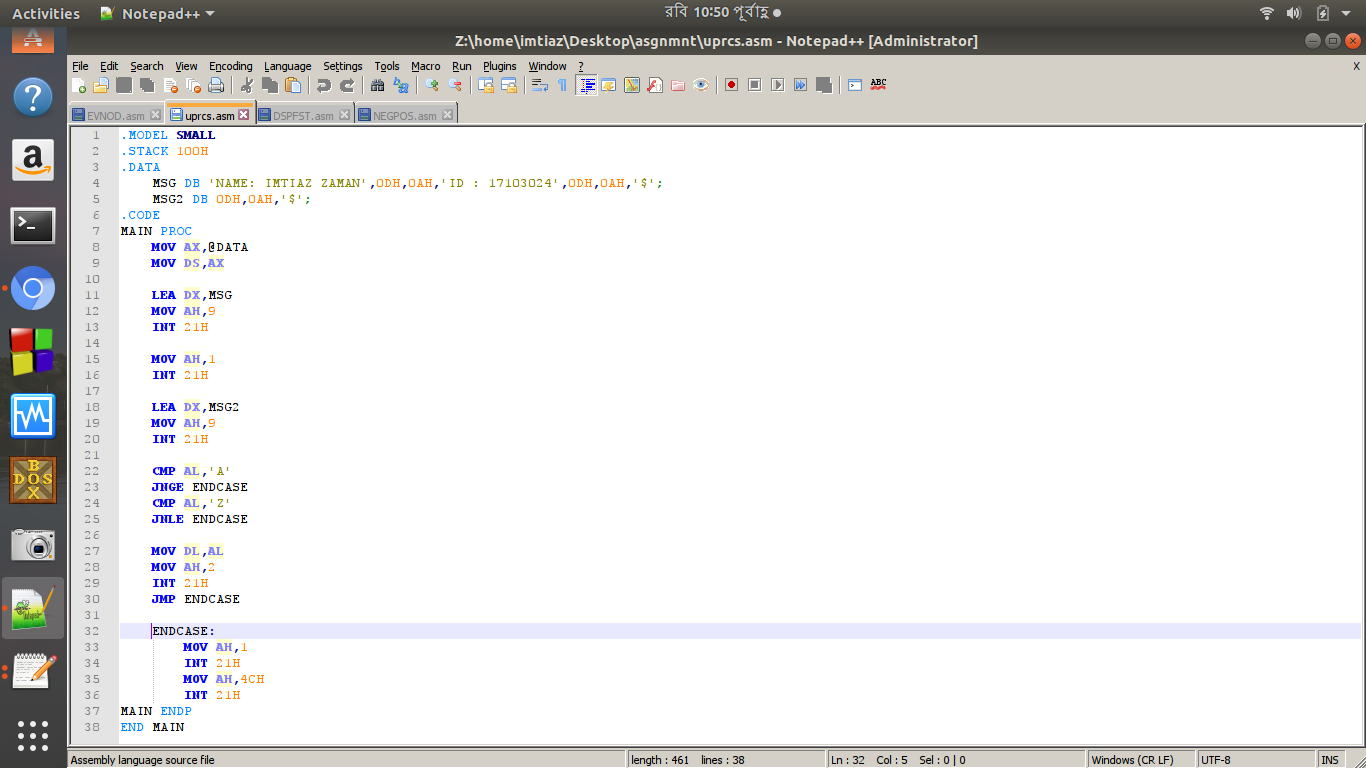 Activities Notepad++ রবি 10:50 পূর্বাহ্ণ
Z:\home\imtiaz\Desktop\asgnmnt\uprcs.asm - Notepad++ [Administrator]
File Edit Search View Encoding Language Settings Tools Macro Run Plugins Window ? X
ABC
EVNOD.asm uprcs.asm DSPFST.asm NEGPOS.asm
1 .MODEL SMALL
2 .STACK 100H
3 .DATA
4 MSG DB 'NAME: IMTIAZ ZAMAN',0DH,0AH,'ID : 17103024',0DH,0AH,'$';
5 MSG2 DB 0DH,0AH,'$';
6 .CODE
7 MAIN PROC
8 MOV AX,@DATA
9 MOV DS,AX
10
11 LEA DX,MSG
12 MOV AH,9
13 INT 21H
14
15 MOV AH,1
16 INT 21H
17
18 LEA DX,MSG2
19 MOV AH,9
20 INT 21H
21
22 CMP AL,'A'
23 JNGE ENDCASE
24 CMP AL,'Z'
25 JNLE ENDCASE
26
27 MOV DL,AL
28 MOV AH,2
29 INT 21H
30 JMP ENDCASE
31
32 ENDCASE:
33 MOV AH,1
34 INT 21H
35 MOV AH,4CH
36 INT 21H
37 MAIN ENDP
38 END MAIN
Assembly language source file length : 461 lines : 38 Ln : 32 Col : 5 Sel : 0 | 0 Windows (CR LF) UTF-8 INS